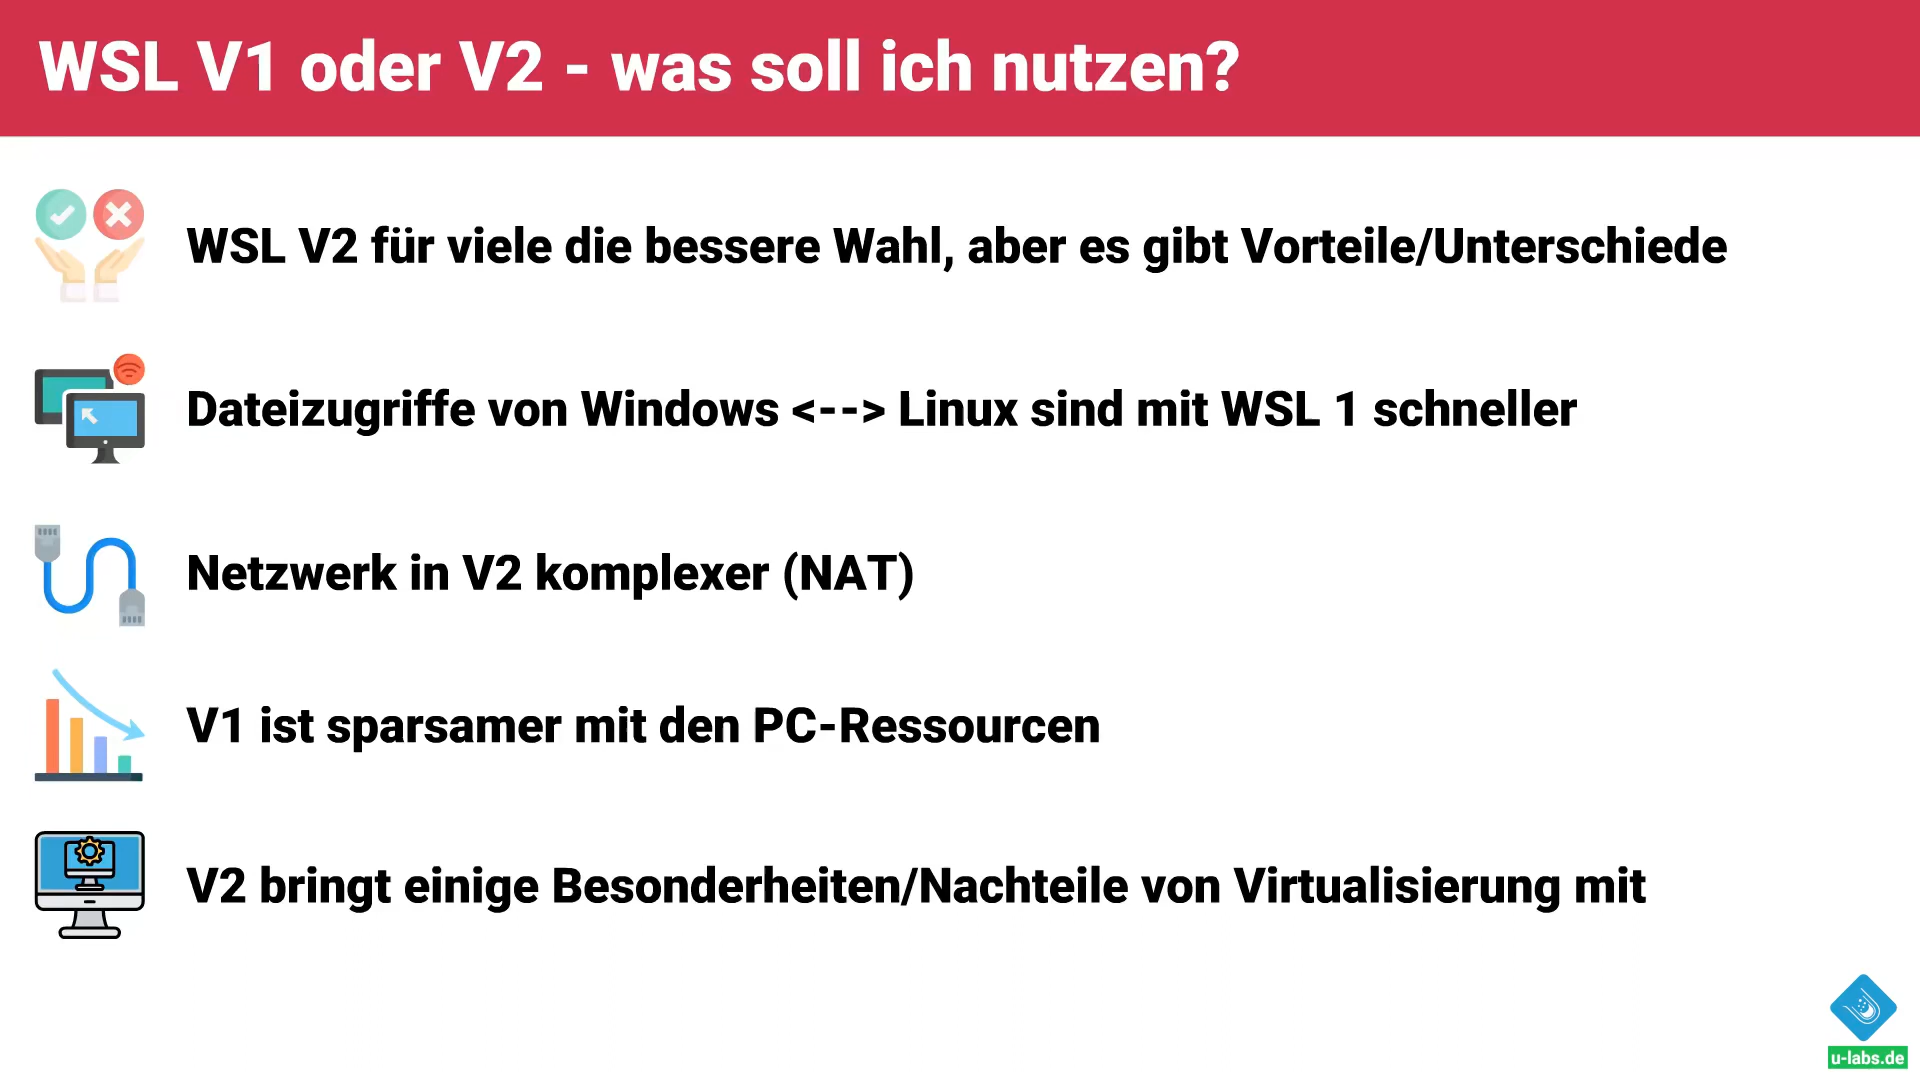 WSL V1 oder V2 - was soll ich nutzen?
WSL V2 für viele die bessere Wahl, aber es gibt Vorteile/Unterschiede
Dateizugriffe von Windows <--> Linux sind mit WSL 1 schneller
Netzwerk in V2 komplexer (NAT)
V1 ist sparsamer mit den PC-Ressourcen
V2 bringt einige Besonderheiten/Nachteile von Virtualisierung mit
u-labs.de